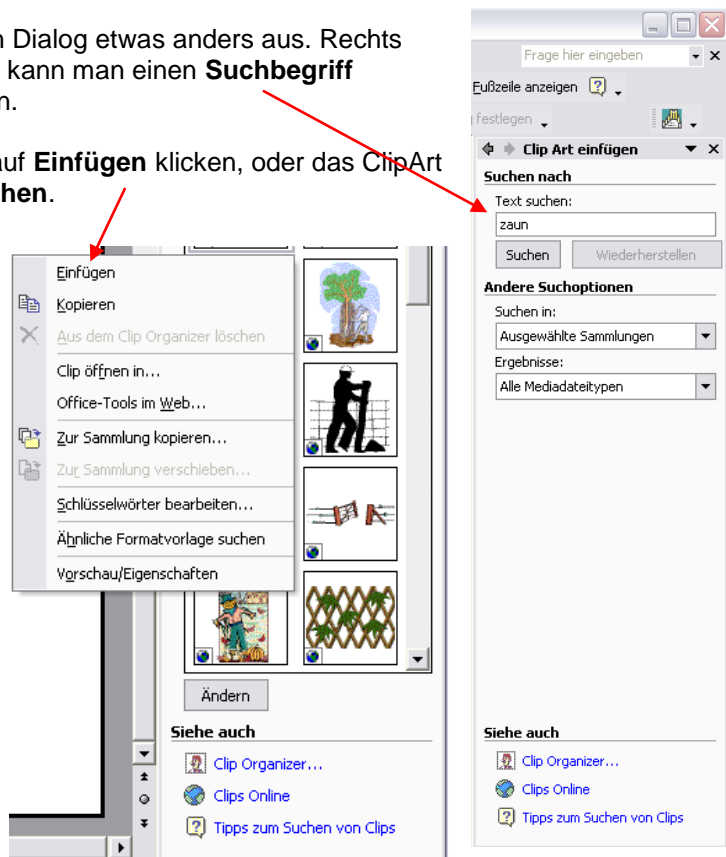 n Dialog etwas anders aus. Rechts
kann man einen Suchbegriff
n.
auf Einfügen klicken, oder das ClipArt
hen.
Einfügen
Kopieren
Aus dem Clip Organizer löschen
Clip öffnen in...
Office-Tools im Web...
Zur Sammlung kopieren...
Zur Sammlung verschieben...
Schlüsselwörter bearbeiten...
Ähnliche Formatvorlage suchen
Vorschau/Eigenschaften
Ändern
Siehe auch
Clip Organizer...
Clips Online
Tipps zum Suchen von Clips
Frage hier eingeben
Fußzeile anzeigen
festlegen
Clip Art einfügen
Suchen nach
Text suchen:
zaun
Suchen Wiederherstellen
Andere Suchoptionen
Suchen in:
Ausgewählte Sammlungen
Ergebnisse:
Alle Mediadateitypen
Siehe auch
Clip Organizer...
Clips Online
Tipps zum Suchen von Clips